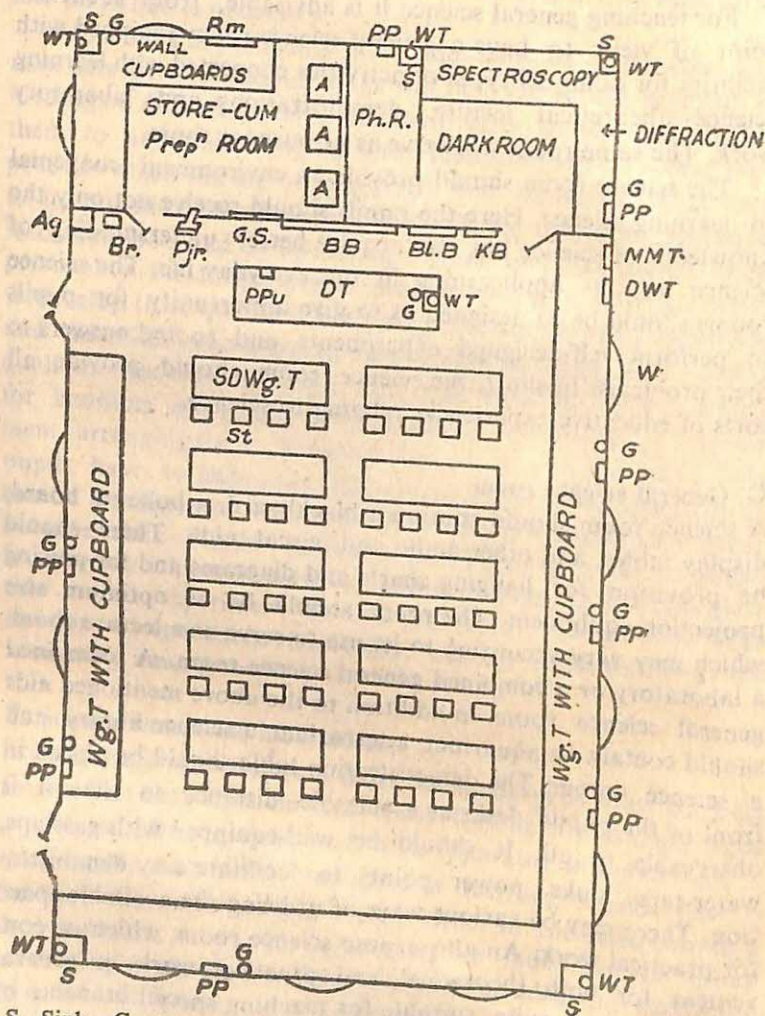 S G Rm PP WT S
WT WALL S WT
CUPBOARDS SPECTROSCOPY
A
STORE-CUM
Prepn ROOM A Ph.R. DARKROOM ← DIFFRACTION
A G
PP
Aq Br. Pjr. G.S. BB BL.B KB MMT.
PPu DT G WT DWT
SDWg.T W.
St
G
PP
Wg.T WITH CUPBOARD
Wg.T WITH CUPBOARD
G
PP
G
PP
G
PP
G
PP
WT
S PP G WT
S